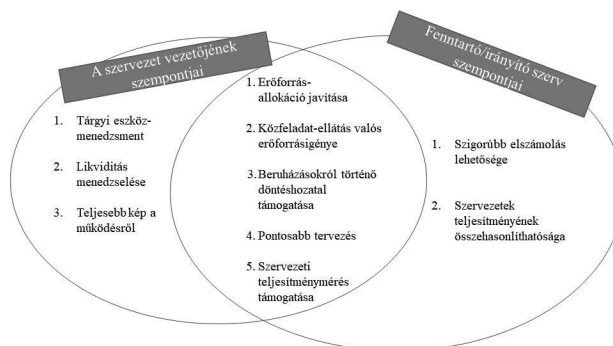 A szervezet vezetőjének
szempontjai
Fenntartó/irányító szerv
szempontjai
1. Tárgyi eszköz-
menedzsment
2. Likviditás
menedzselése
3. Teljesebb kép a
működésről
1. Erőforrás-
allokáció javítása
2. Közfeladat-ellátás valós
erőforrásigénye
3. Beruházásokról történő
döntéshozatal
támogatása
4. Pontosabb tervezés
5. Szervezeti
teljesítménymérés
támogatása
1. Szigorúbb elszámolás
lehetősége
2. Szervezetek
teljesítményének
összehasonlíthatósága